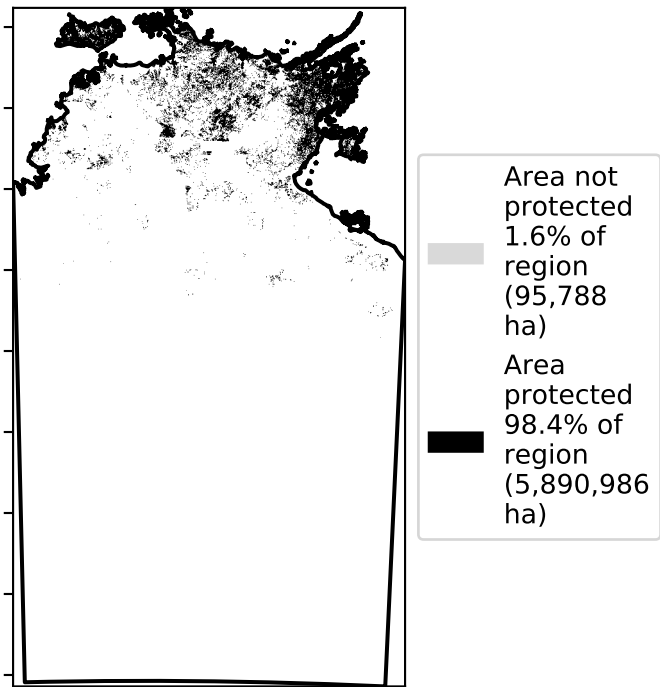 Area not
protected
1.6% of
region
(95,788
ha)
Area
protected
98.4% of
region
(5,890,986
ha)